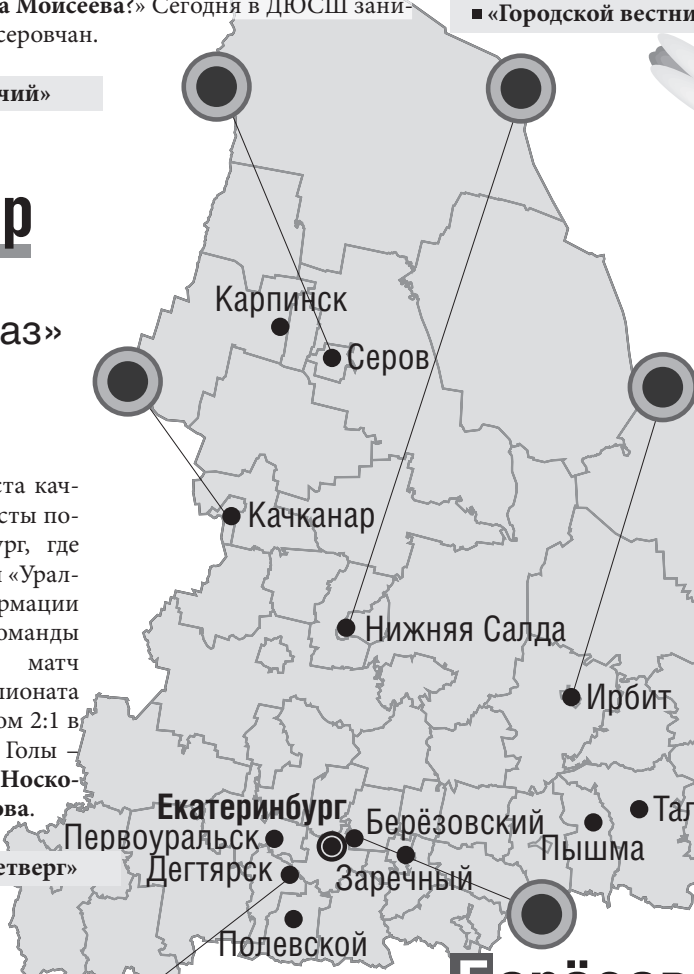 а Моисеева?» Сегодня в ДЮСШ зани-
серовчан.
«Городской вестни
чий»
р
аз»
ста кач-
сты по-
ург, где
«Урал-
рмации
оманды
матч
пионата
ом 2:1 в
Голы –
Носко-
ова.
етверг»
Карпинск
Серов
Качканар
Нижняя Салда
Ирбит
Екатеринбург
Берёзовский
Первоуральск
Тал
Пышма
Дегтярск
Заречный
Полевской